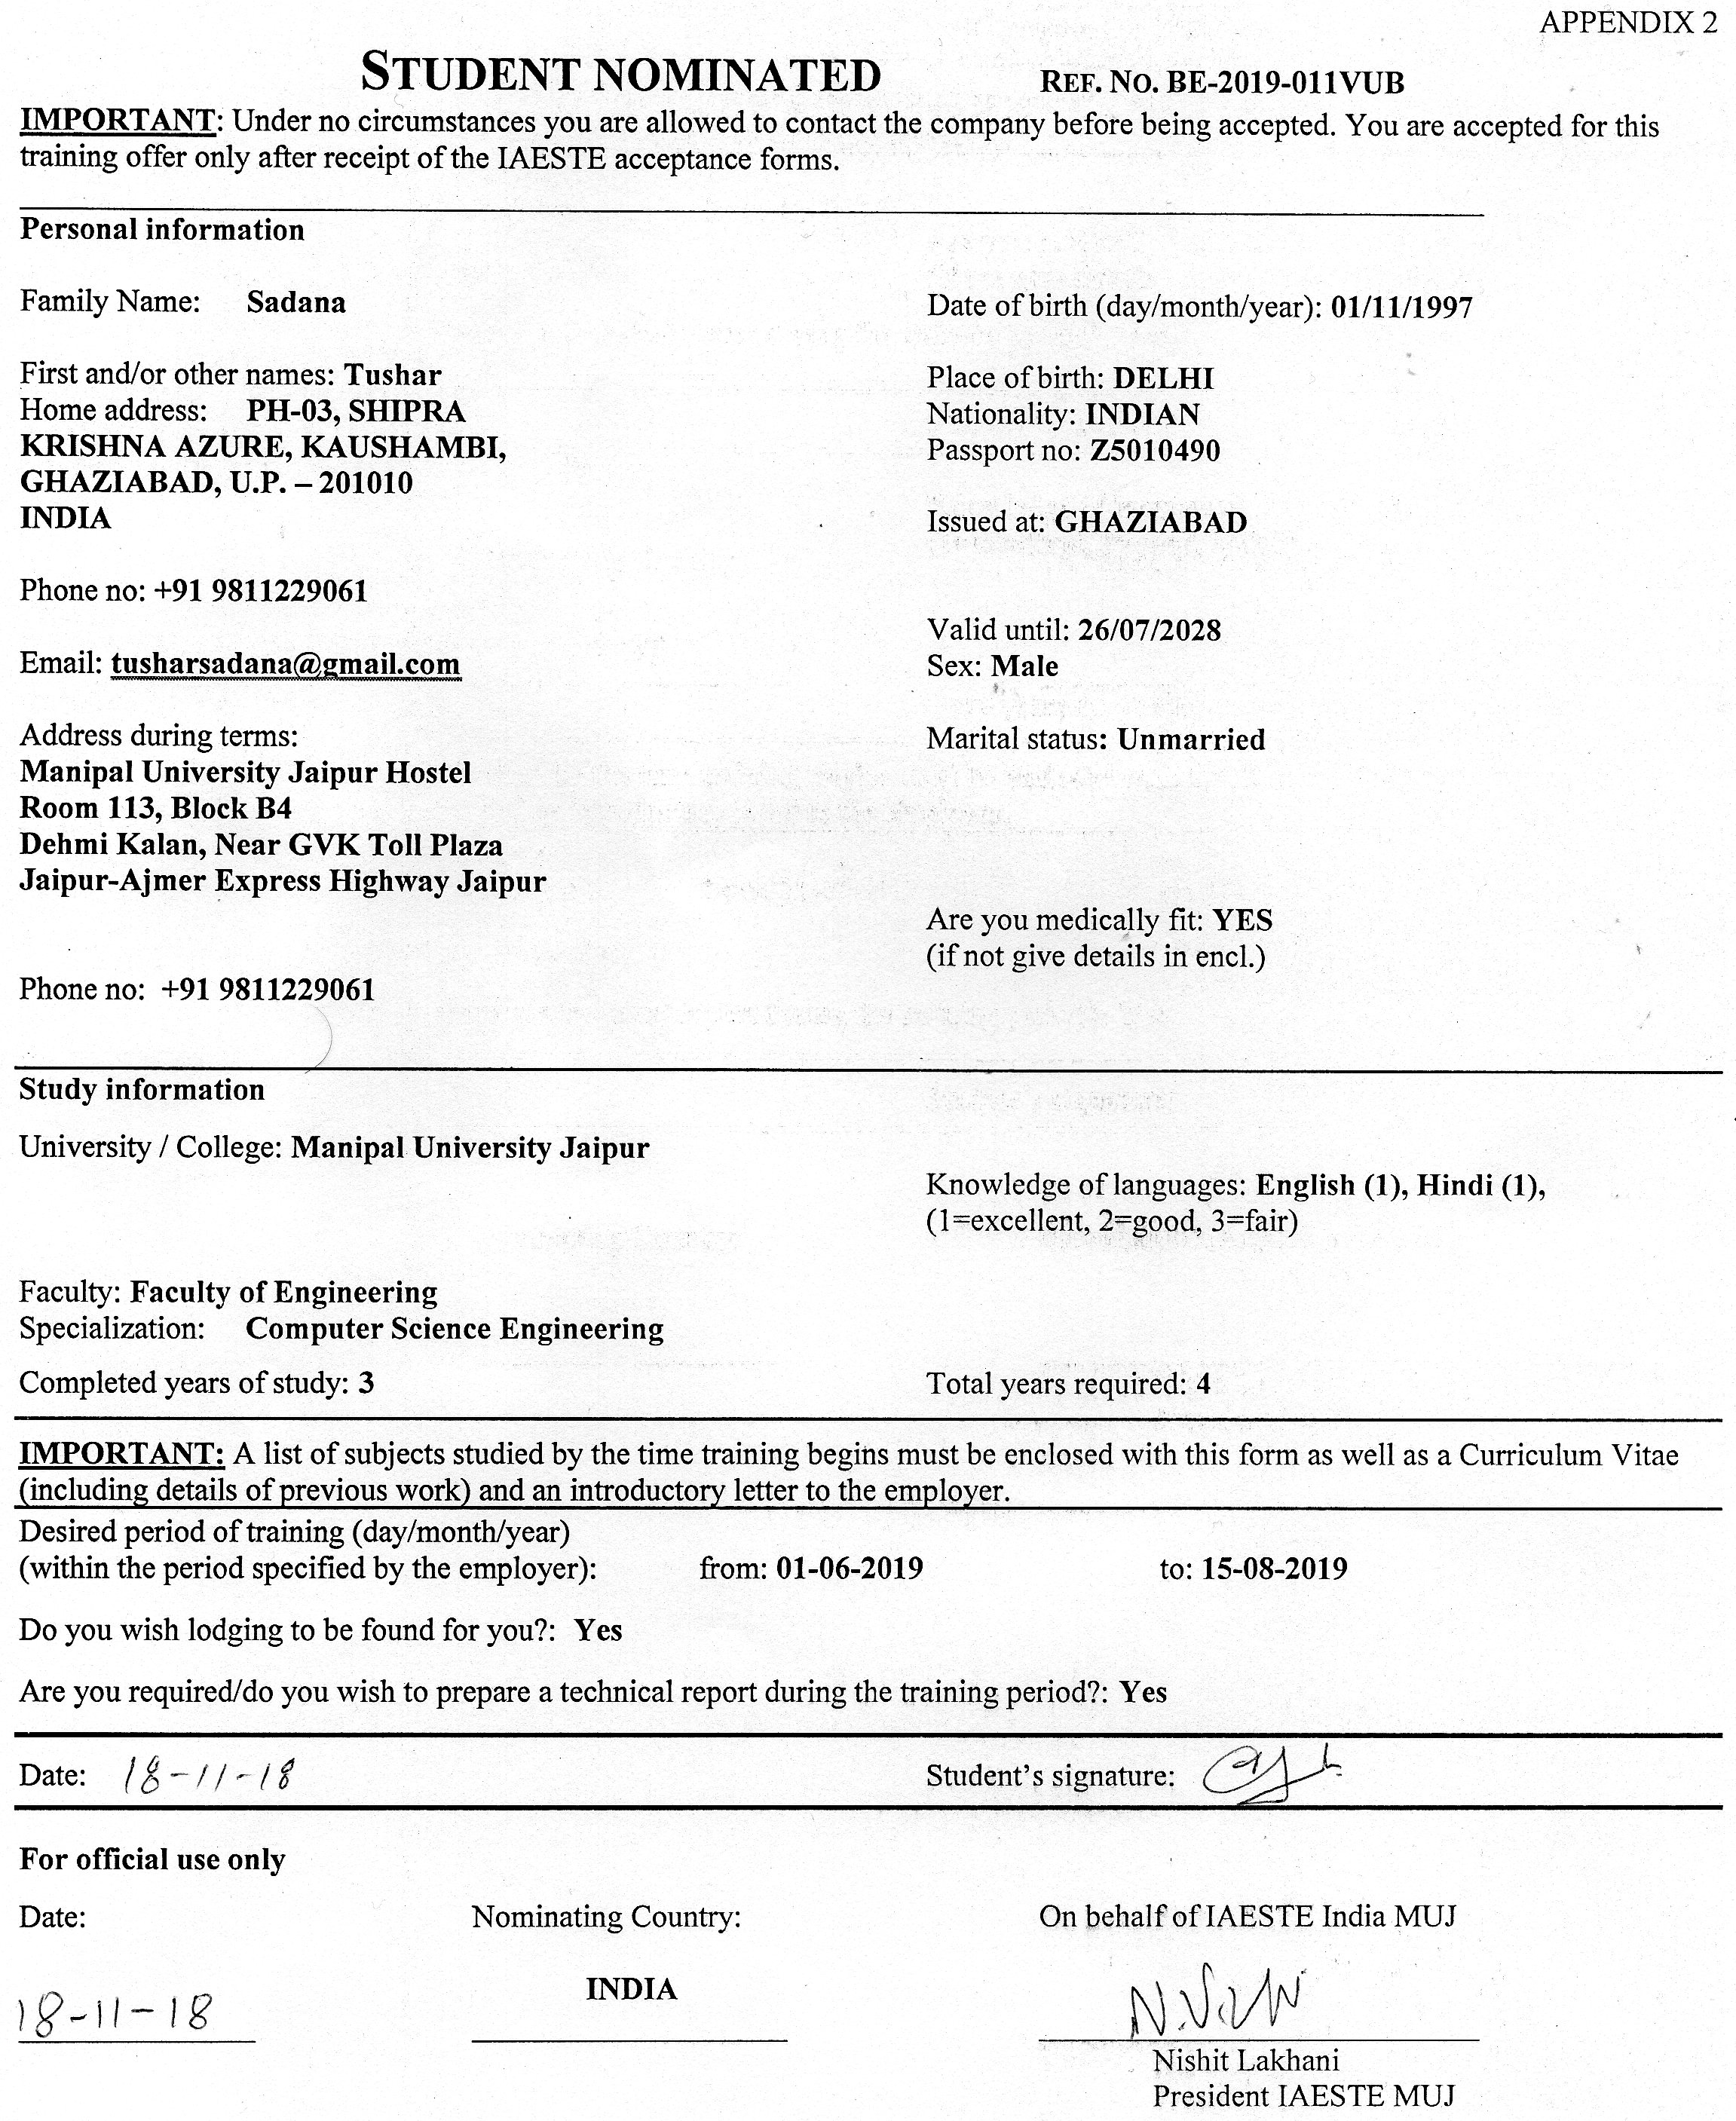 APPENDIX 2
STUDENT NOMINATED REF. NO. BE-2019-011VUB
IMPORTANT: Under no circumstances you are allowed to contact the company before being accepted. You are accepted for this
training offer only after receipt of the IAESTE acceptance forms.
Personal information
Family Name: Sadana
Date of birth (day/month/year): 01/11/1997
First and/or other names: Tushar
Place of birth: DELHI
Home address: PH-03, SHIPRA
Nationality: INDIAN
KRISHNA AZURE, KAUSHAMBI,
Passport no: Z5010490
GHAZIABAD, U.P. – 201010
INDIA
Issued at: GHAZIABAD
Phone no: +91 9811229061
Valid until: 26/07/2028
Email: tusharsadana@gmail.com
Sex: Male
Address during terms:
Marital status: Unmarried
Manipal University Jaipur Hostel
Room 113, Block B4
Dehmi Kalan, Near GVK Toll Plaza
Jaipur-Ajmer Express Highway Jaipur
Are you medically fit: YES
(if not give details in encl.)
Phone no: +91 9811229061
Study information
University / College: Manipal University Jaipur
Knowledge of languages: English (1), Hindi (1),
(1=excellent, 2=good, 3=fair)
Faculty: Faculty of Engineering
Specialization: Computer Science Engineering
Completed years of study: 3 Total years required: 4
IMPORTANT: A list of subjects studied by the time training begins must be enclosed with this form as well as a Curriculum Vitae
(including details of previous work) and an introductory letter to the employer.
Desired period of training (day/month/year)
(within the period specified by the employer): from: 01-06-2019 to: 15-08-2019
Do you wish lodging to be found for you?: Yes
Are you required/do you wish to prepare a technical report during the training period?: Yes
Date: 18-11-18 Student's signature:
For official use only
Date: Nominating Country: On behalf of IAESTE India MUJ
INDIA
18-11-18
Nishit Lakhani
President IAESTE MUJ